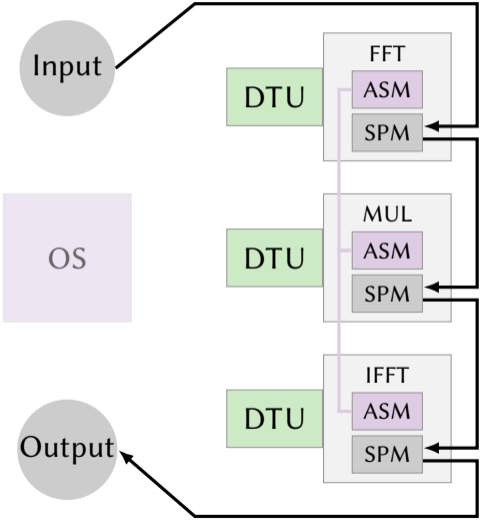 Input
FFT
DTU
ASM
SPM
OS
MUL
DTU
ASM
SPM
IFFT
DTU
ASM
SPM
Output